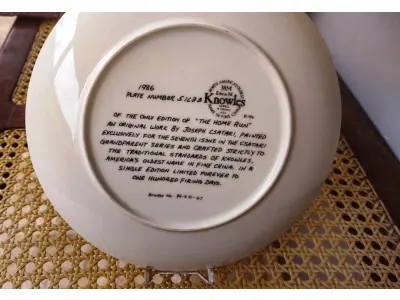 1986
PLATE NUMBER
Edwin M.
Knowles
OF THE ONLY EDITION OF "THE HOME RUN"
AN ORIGINAL WORK BY JOSEPH CSATARI, PAINTED
EXCLUSIVELY FOR THE SEVENTH ISSUE IN THE CSATARI
GRANDPARENT SERIES AND CRAFTED STRICTLY TO
THE TRADITIONAL STANDARDS OF KNOWLES,
AMERICA'S OLDEST NAME IN FINE CHINA. IN A
SINGLE EDITION LIMITED FOREVER TO
ONE HUNDRED FIRING DAYS.